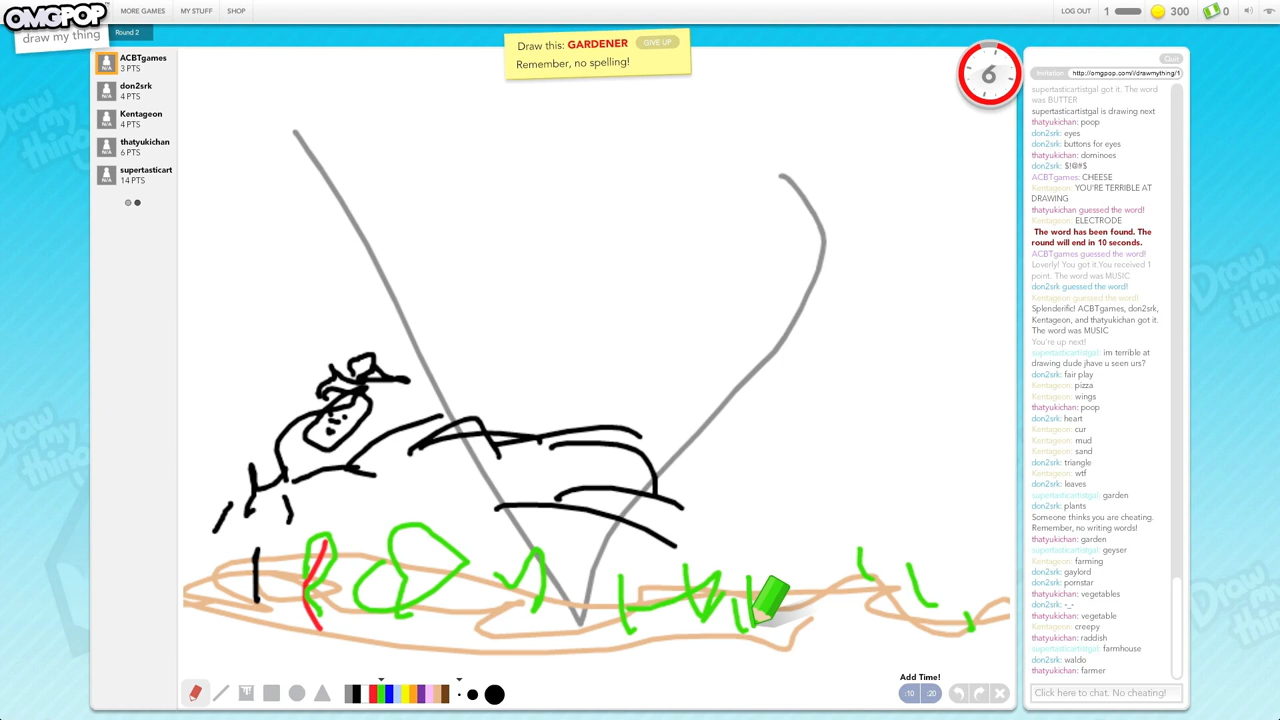 OMGPOP
MORE GAMES
MY STUFF
SHOP
LOG OUT
1
300
0
draw my thing
Round 2
Draw this: GARDENER
GIVE UP
Remember, no spelling!
6
ACBTgames
3 PTS
don2srk
4 PTS
Kentageon
4 PTS
thatyukichan
6 PTS
supertasticart
14 PTS
Quit
Invitation
http://omgpop.com/i/drawmything/1
supertasticartistgal got it. The word
was BUTTER
supertasticartistgal is drawing next
thatyukichan: poop
don2srk: eyes
don2srk: buttons for eyes
thatyukichan: dominoes
don2srk: $!@#$
ACBTgames: CHEESE
Kentageon: YOU'RE TERRIBLE AT
DRAWING
thatyukichan guessed the word!
Kentageon: ELECTRODE
The word has been found. The
round will end in 10 seconds.
ACBTgames guessed the word!
Loverly! You got it.You received 1
point. The word was MUSIC
don2srk guessed the word!
Kentageon guessed the word!
Splenderific! ACBTgames, don2srk,
Kentageon, and thatyukichan got it.
The word was MUSIC
You're up next!
supertasticartistgal: im terrible at
drawing dude jhave u seen urs?
don2srk: fair play
Kentageon: pizza
Kentageon: wings
thatyukichan: poop
don2srk: heart
Kentageon: cur
Kentageon: mud
Kentageon: sand
don2srk: triangle
Kentageon: wtf
don2srk: leaves
supertasticartistgal: garden
don2srk: plants
Someone thinks you are cheating.
Remember, no writing words!
thatyukichan: garden
supertasticartistgal: geyser
Kentageon: farming
don2srk: gaylord
don2srk: pornstar
thatyukichan: vegetables
don2srk: -_-
thatyukichan: vegetable
Kentageon: creepy
thatyukichan: raddish
supertasticartistgal: farmhouse
don2srk: waldo
thatyukichan: farmer
Click here to chat. No cheating!
Add Time!
:10
:20